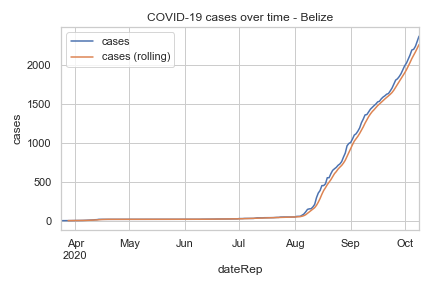 COVID-19 cases over time - Belize
cases
cases (rolling)
cases
2000
1500
1000
500
0
Apr May Jun Jul Aug Sep Oct
2020
dateRep